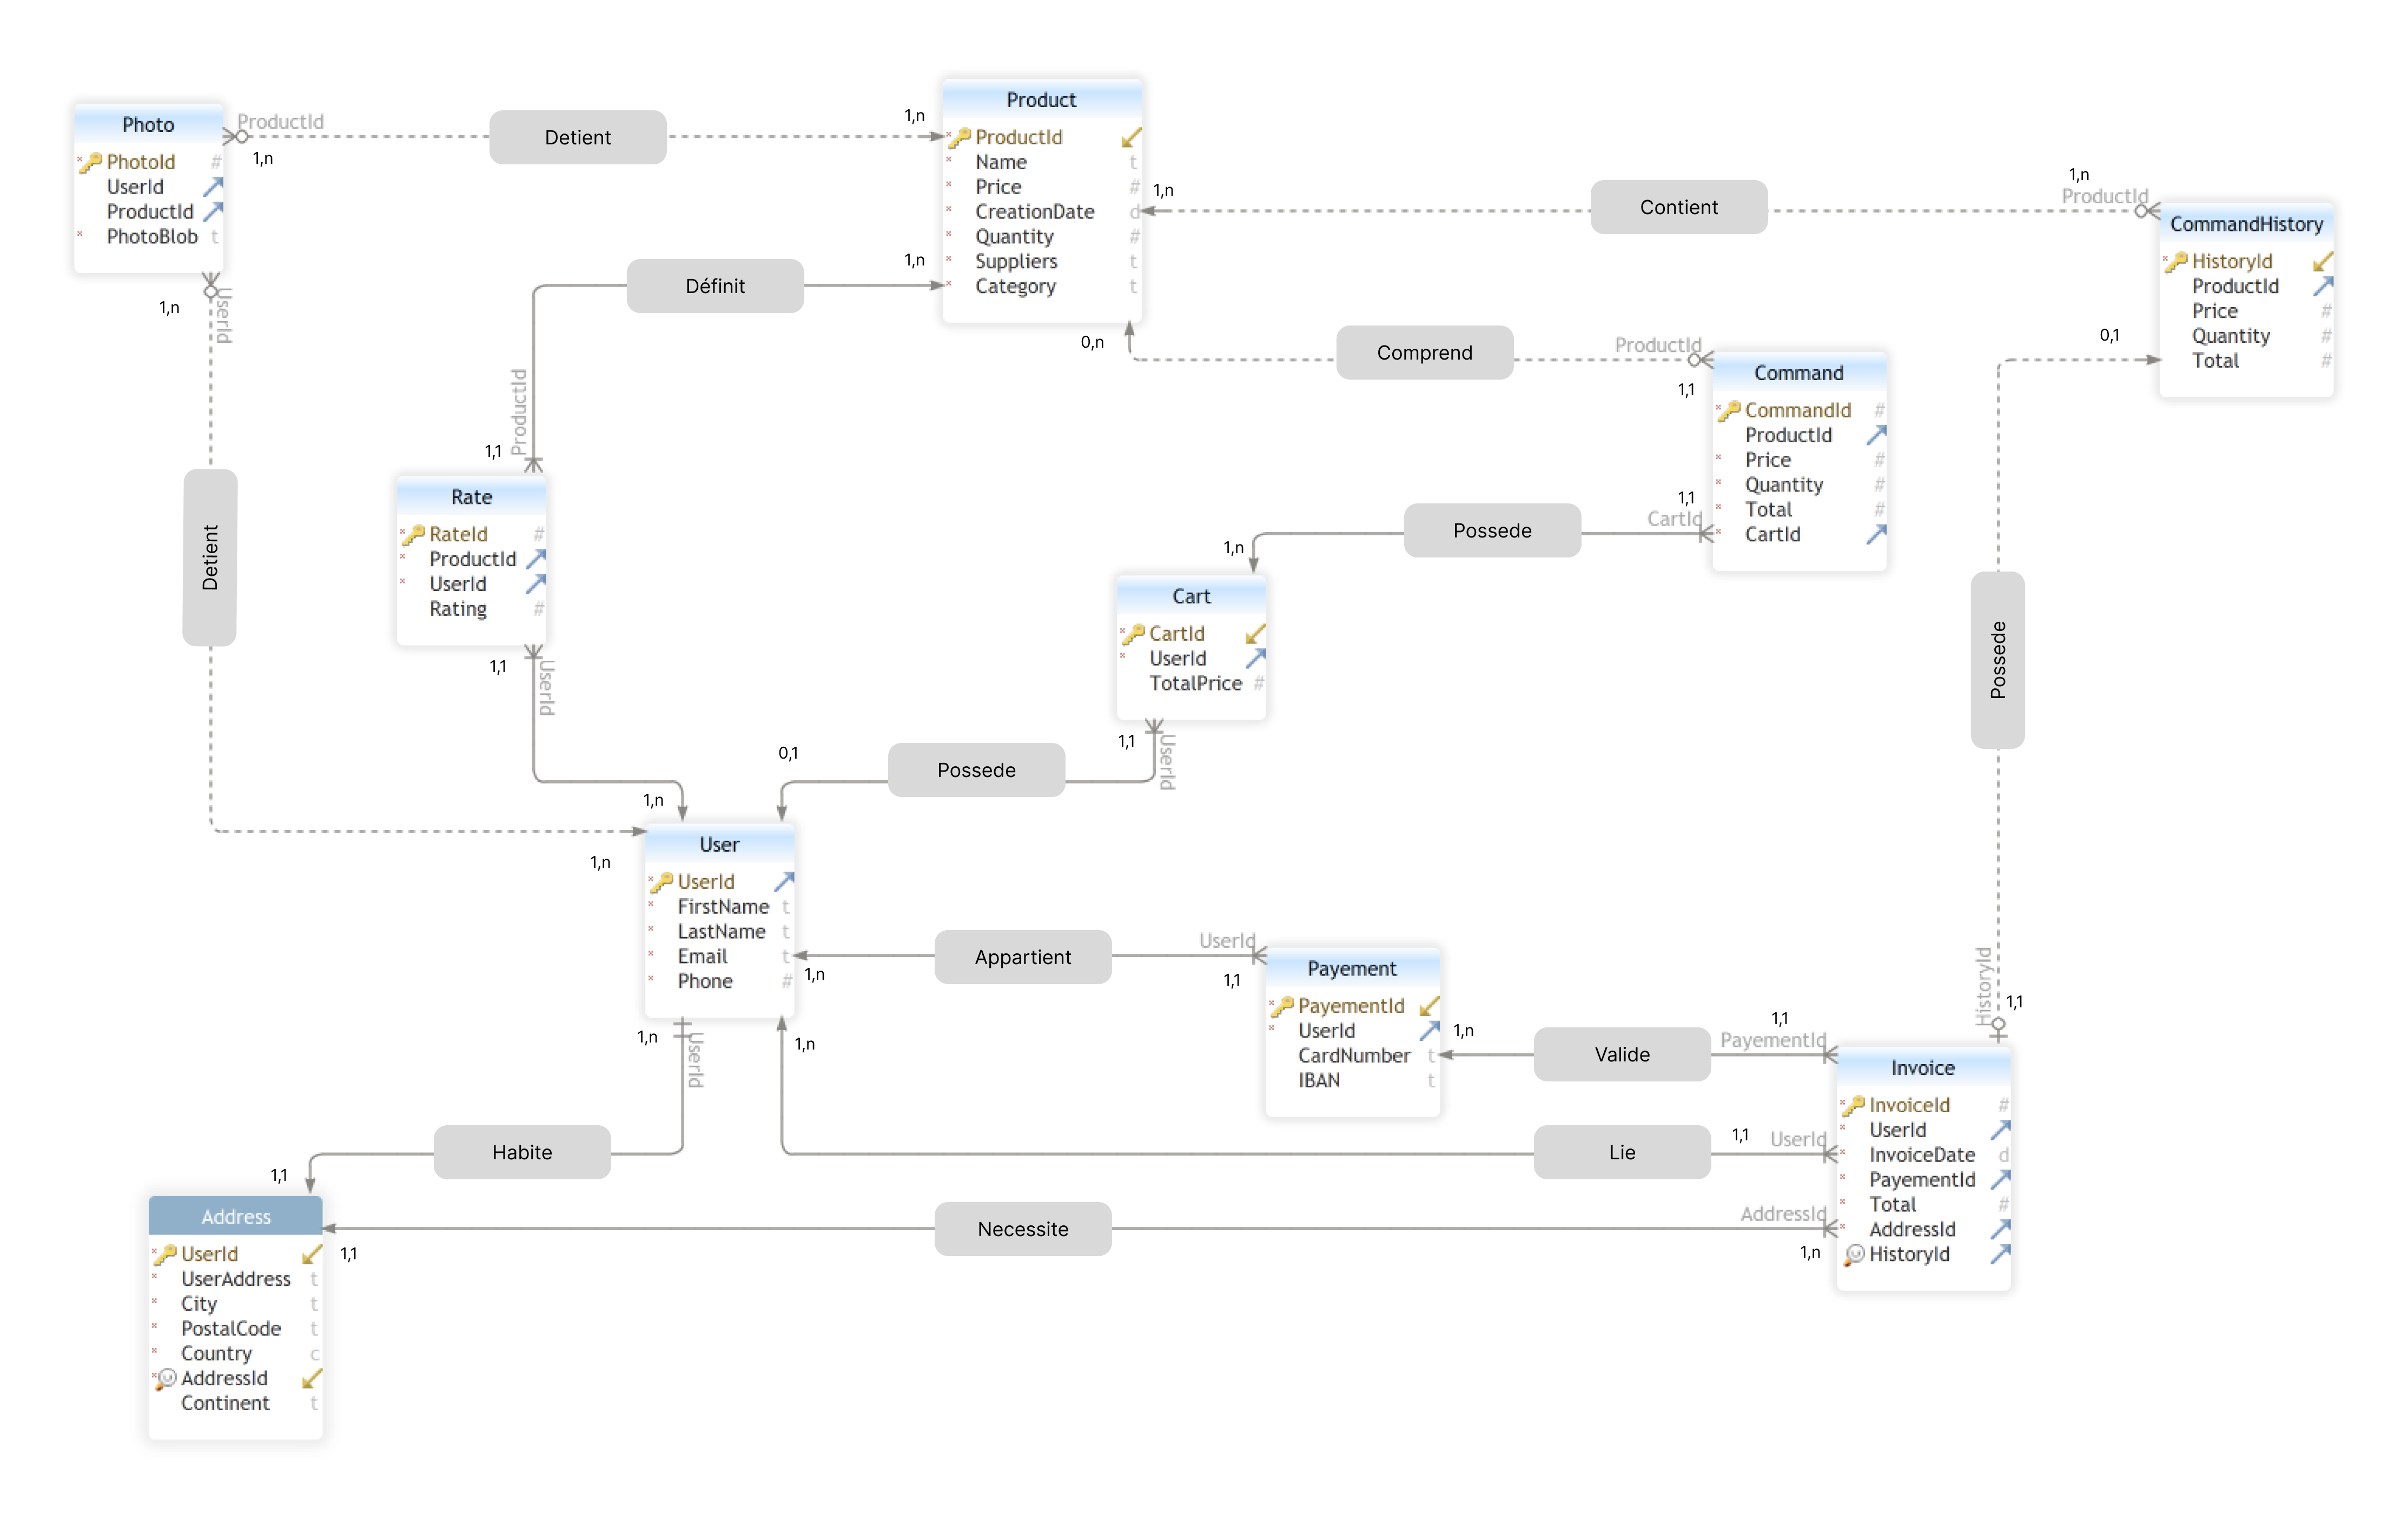 Photo
PhotoId #
UserId
ProductId
PhotoBlob t
ProductId
1,n
Detient
1,n
Product
ProductId
Name t
Price #
CreationDate d
Quantity #
Suppliers t
Category t
1,n
Contient
1,n
ProductId
CommandHistory
HistoryId
ProductId
Price #
Quantity #
Total #
1,n
UserId
Detient
1,n
1,n
Définit
ProductId
1,1
0,n
Comprend
ProductId
1,1
0,1
Command
CommandId #
ProductId
Price #
Quantity #
Total #
CartId
Rate
RateId #
ProductId
UserId
Rating #
1,1
UserId
1,n
1,1
CartId
Possede
1,n
Cart
CartId
UserId
TotalPrice #
1,1
UserId
Possede
0,1
Possede
HistoryId
1,1
User
UserId
FirstName t
LastName t
Email t
Phone #
1,n
Appartient
UserId
1,1
Payement
PayementId
UserId
CardNumber t
IBAN t
1,n
Valide
1,1
PayementId
Invoice
InvoiceId #
UserId
InvoiceDate d
PayementId
Total #
AddressId
HistoryId
1,n
UserId
1,n
Habite
1,1
Lie
1,1
UserId
Address
UserId
UserAddress t
City t
PostalCode t
Country c
AddressId
Continent t
1,1
Necessite
AddressId
1,n